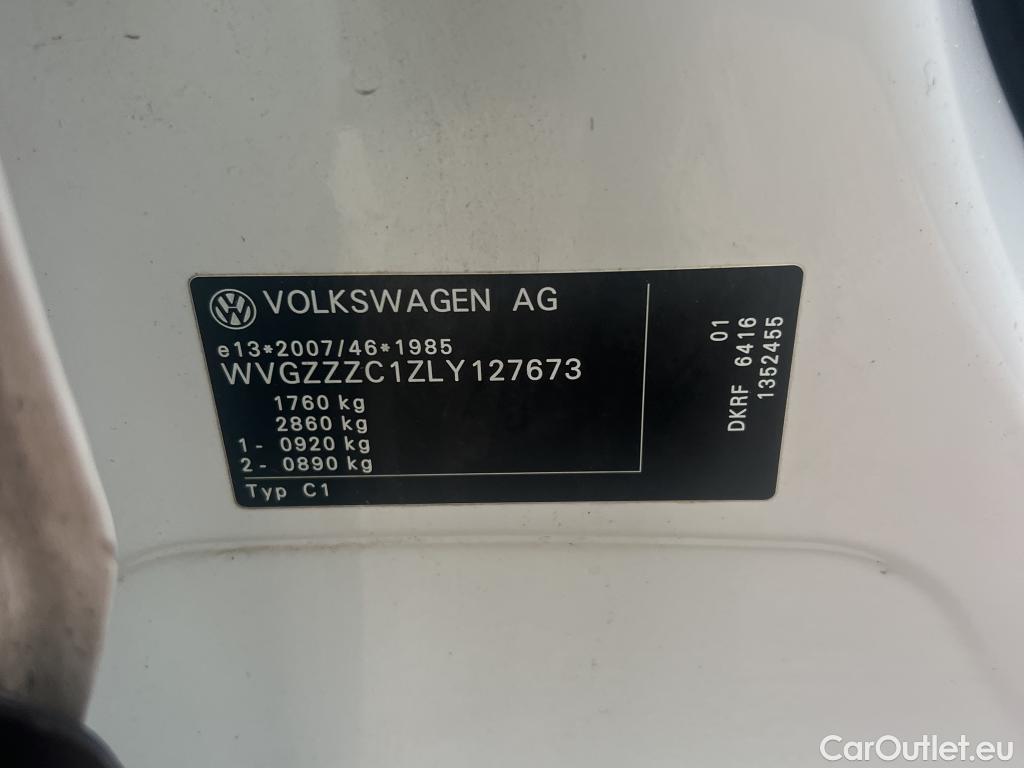 VOLKSWAGEN AG
e13*2007/46*1985
WVGZZZC1ZLY127673
1760 kg
2860 kg
1 - 0920 kg
2 - 0890 kg
Typ C1
01
DKRF 6416
1352455
CarOutlet.eu